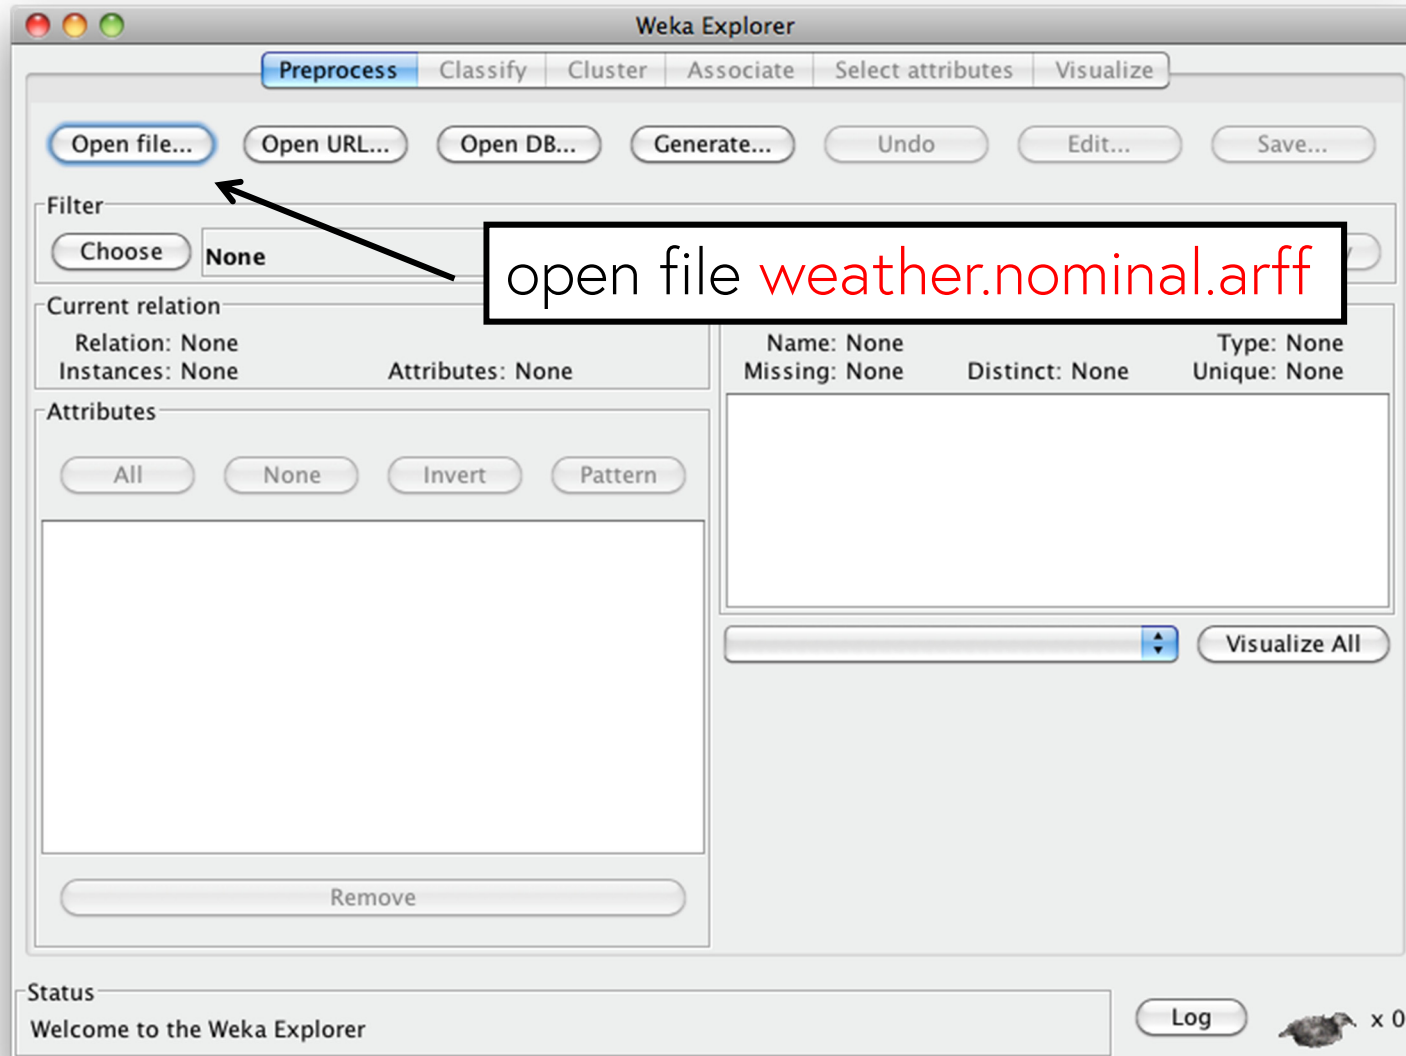 Weka Explorer
Preprocess Classify Cluster Associate Select attributes Visualize
Open file... Open URL... Open DB... Generate... Undo Edit... Save...
Filter
Choose None
open file weather.nominal.arff
Current relation
Relation: None
Instances: None Attributes: None
Name: None Type: None
Missing: None Distinct: None Unique: None
Attributes
All None Invert Pattern
Visualize All
Remove
Status
Welcome to the Weka Explorer
Log x 0